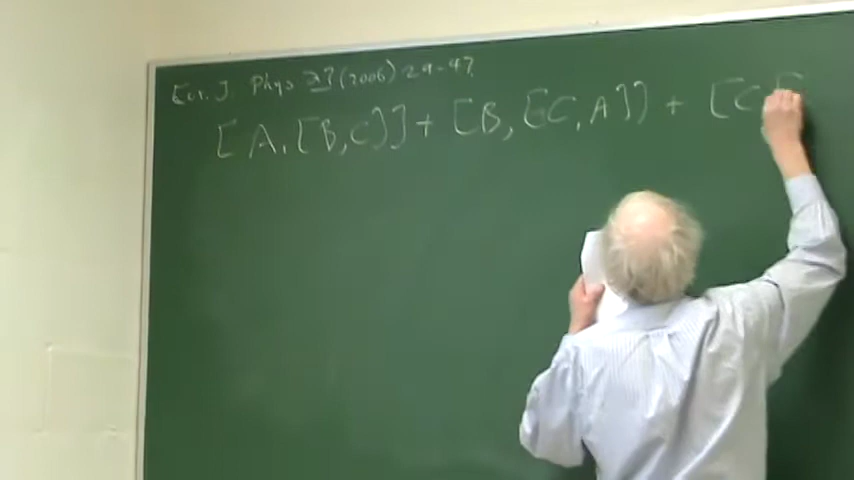 Eur. J. Phys 27 (2006) 29-47
[A,[B,C]] + [B,[C,A]] + [C,[